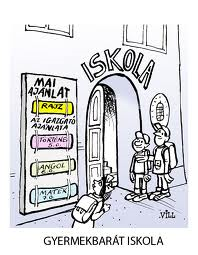 ISKOLA
MAI
AJÁNLAT
RAJZ
AZ IGAZGATÓ
AJÁNLATA
TÖRTÉNE
ANGOL
MATEK
VILL
GYERMEKBARÁT ISKOLA